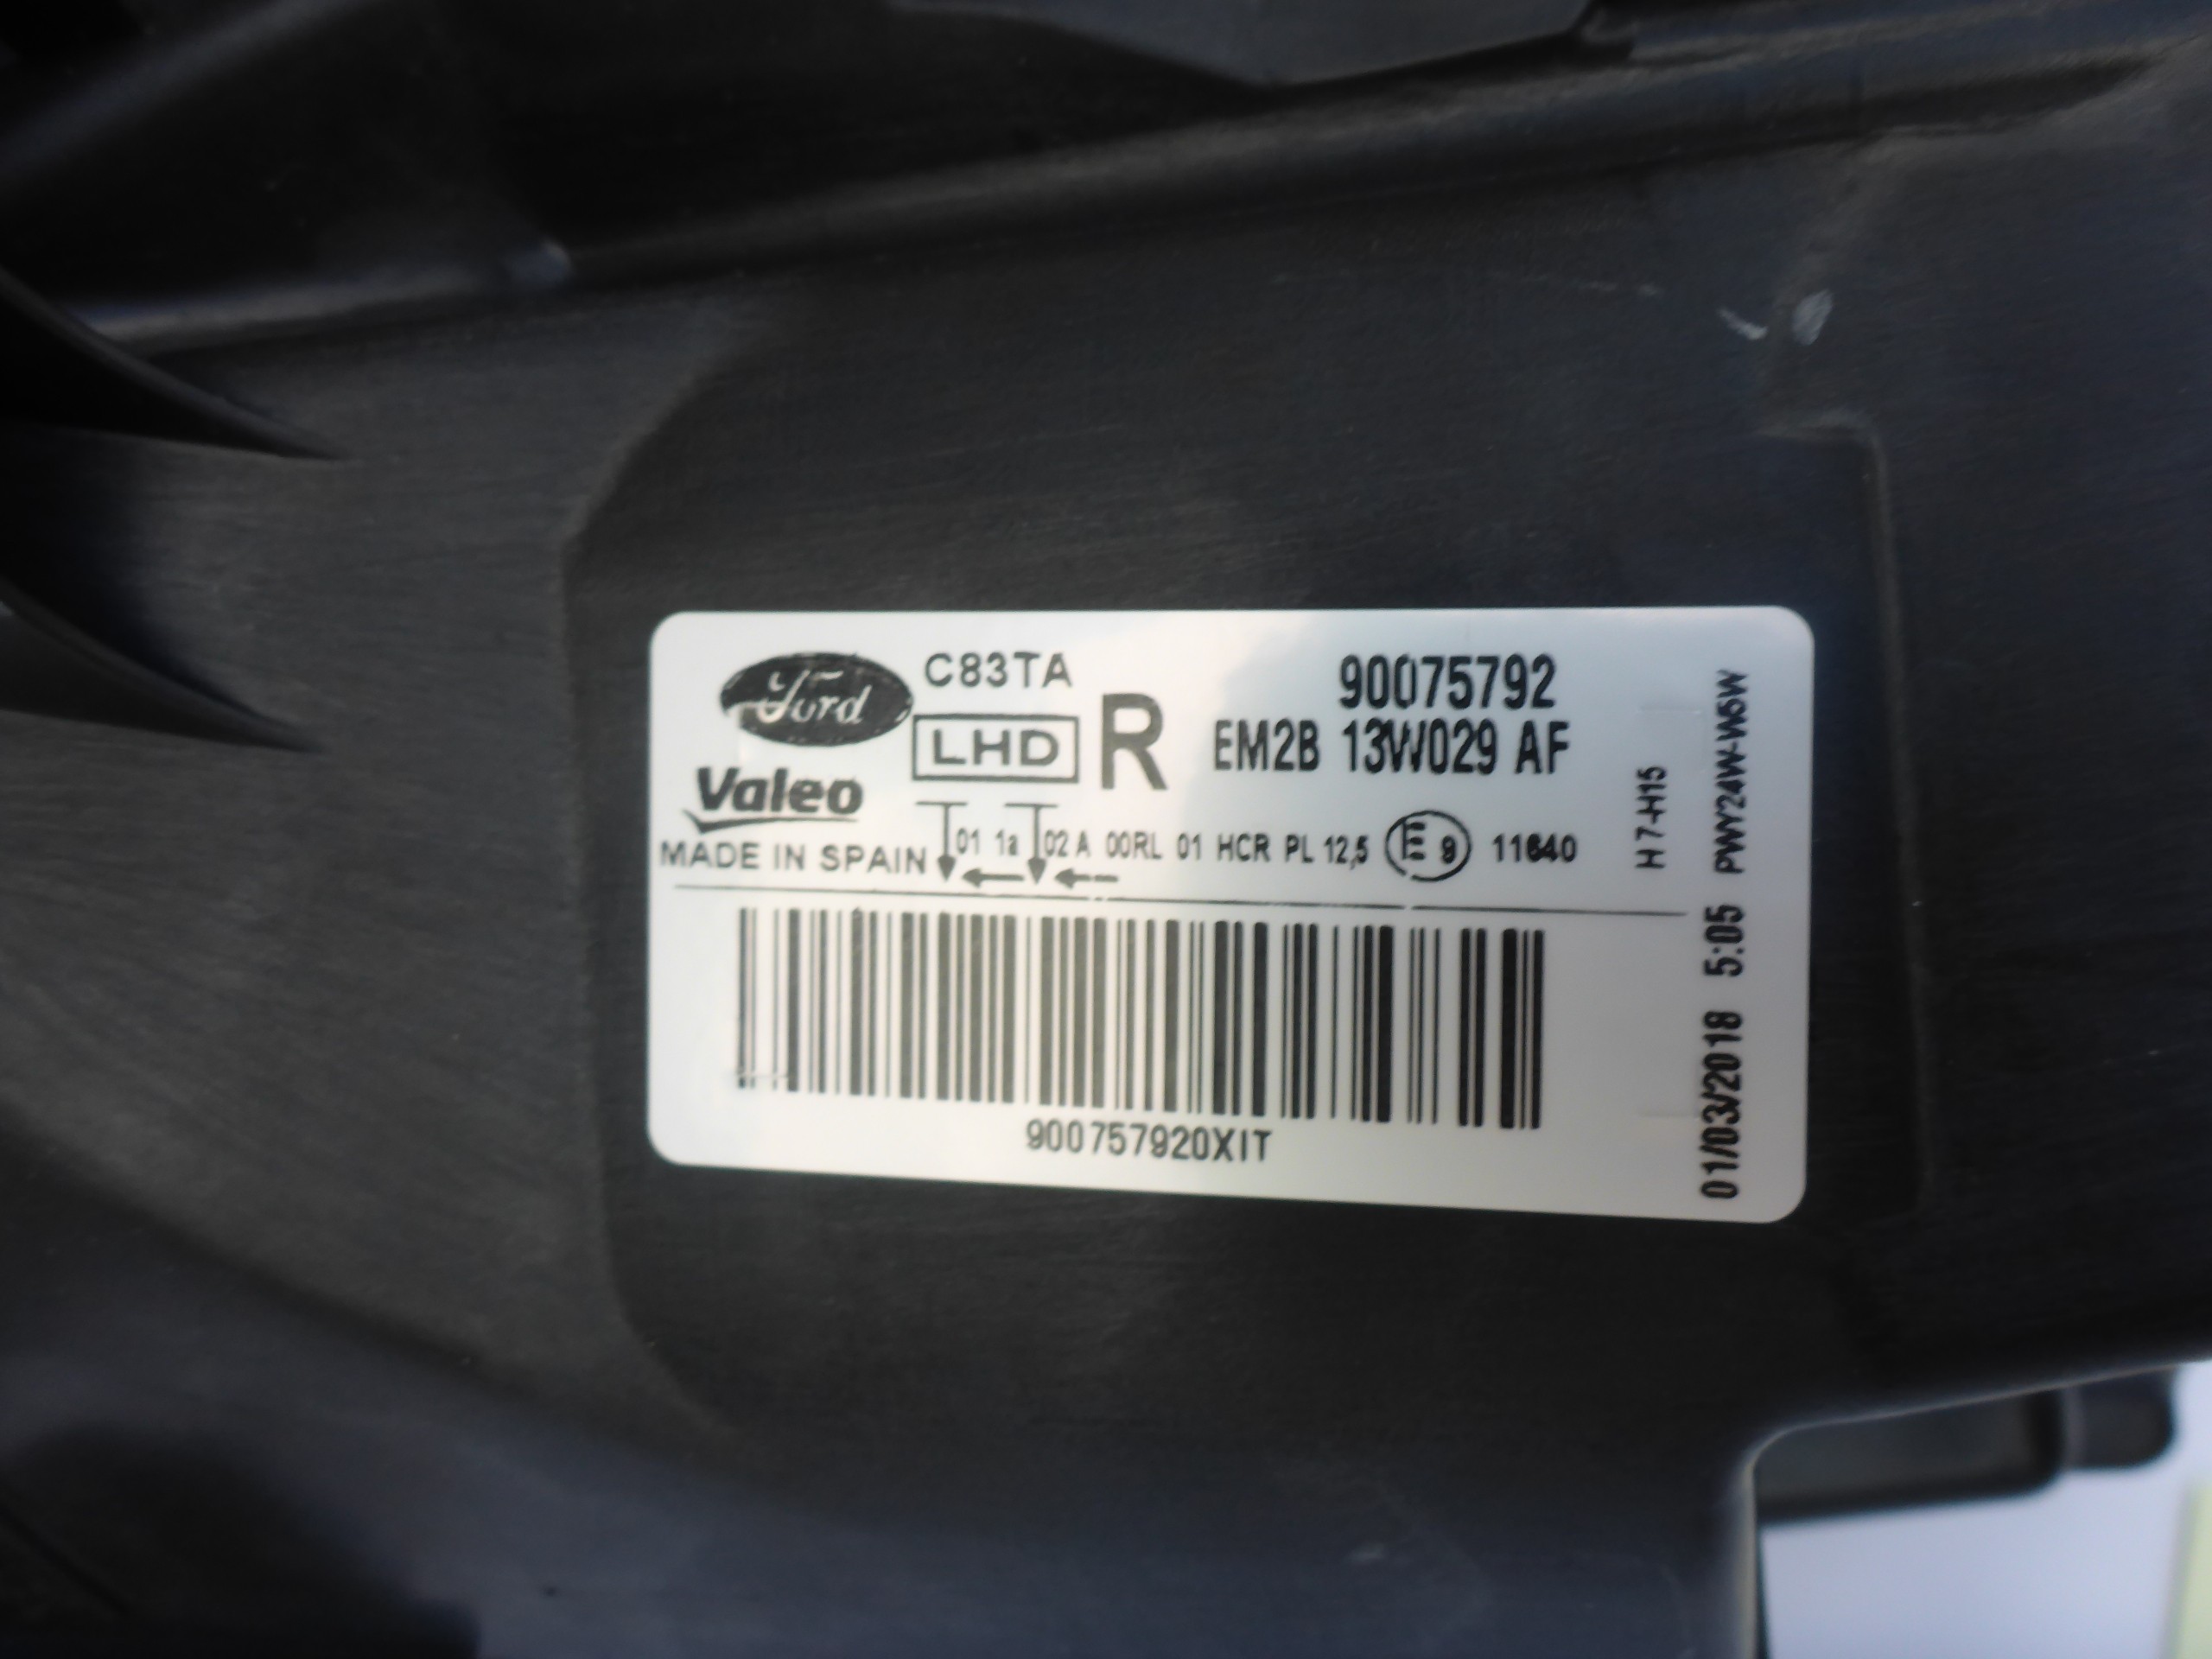 Ford
C83TA
90075792
LHD
R
EM2B 13W029 AF
Valeo
MADE IN SPAIN
01 1a 02 A 00RL 01 HCR PL 12,5 E 9 11640
H7-H15
PWY24W-W5W
01/03/2018 5:05
900757920XIT